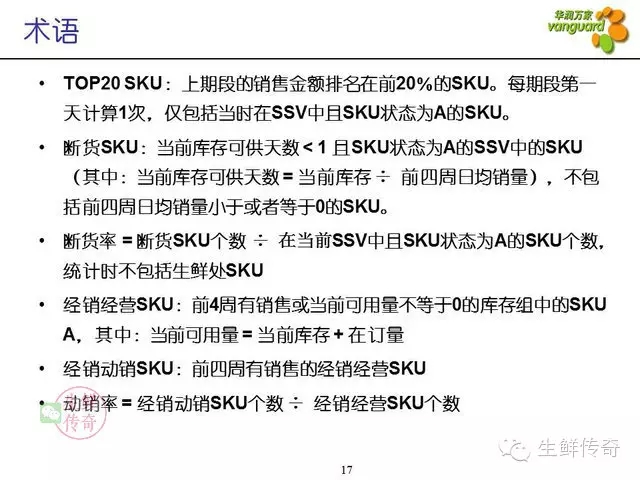 术语
华润万家
vanguard
• TOP20 SKU：上期段的销售金额排名在前20%的SKU。每期段第一
天计算1次，仅包括当时在SSV中且SKU状态为A的SKU。
• 断货SKU：当前库存可供天数＜1 且SKU状态为A的SSV中的SKU
（其中：当前库存可供天数＝当前库存 ÷ 前四周日均销量），不包
括前四周日均销量小于或者等于0的SKU。
• 断货率＝断货SKU个数 ÷ 在当前SSV中且SKU状态为A的SKU个数，
统计时不包括生鲜处SKU
• 经销经营SKU：前4周有销售或当前可用量不等于0的库存组中的SKU
A，其中：当前可用量＝当前库存＋在订量
• 经销动销SKU：前四周有销售的经销经营SKU
• 动销率＝经销动销SKU个数 ÷ 经销经营SKU个数
生鲜
传奇
生鲜传奇
17